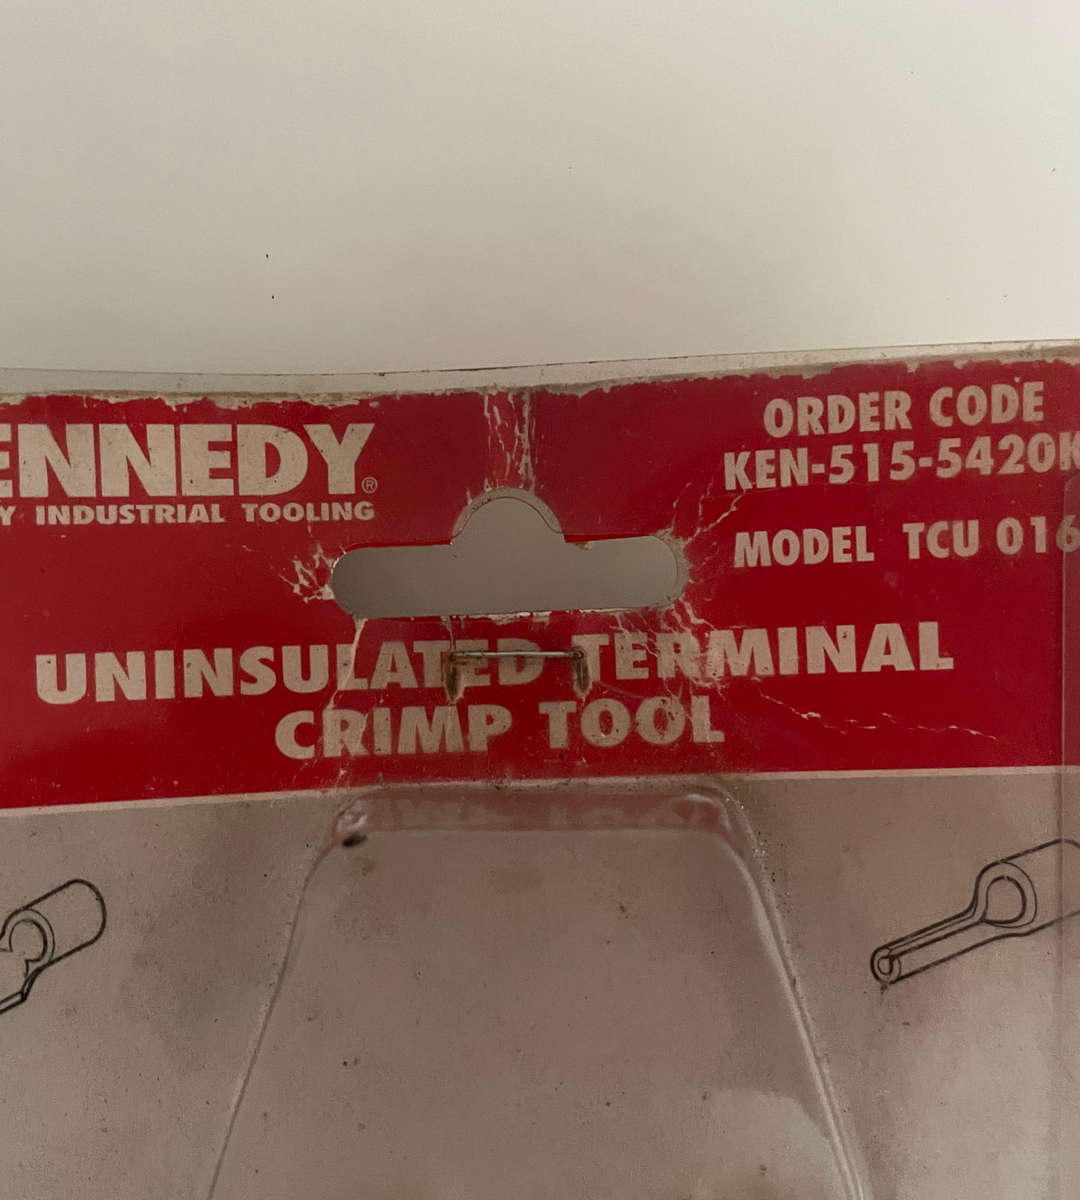 ENNEDY®
Y INDUSTRIAL TOOLING
ORDER CODE
KEN-515-5420K
MODEL TCU 016
UNINSULATED TERMINAL
CRIMP TOOL